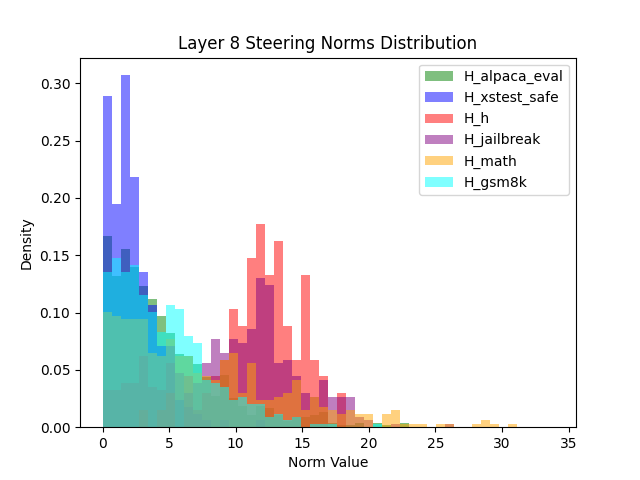 Layer 8 Steering Norms Distribution
H_alpaca_eval
H_xstest_safe
H_h
H_jailbreak
H_math
H_gsm8k
Density
0.30
0.25
0.20
0.15
0.10
0.05
0.00
0 5 10 15 20 25 30 35
Norm Value